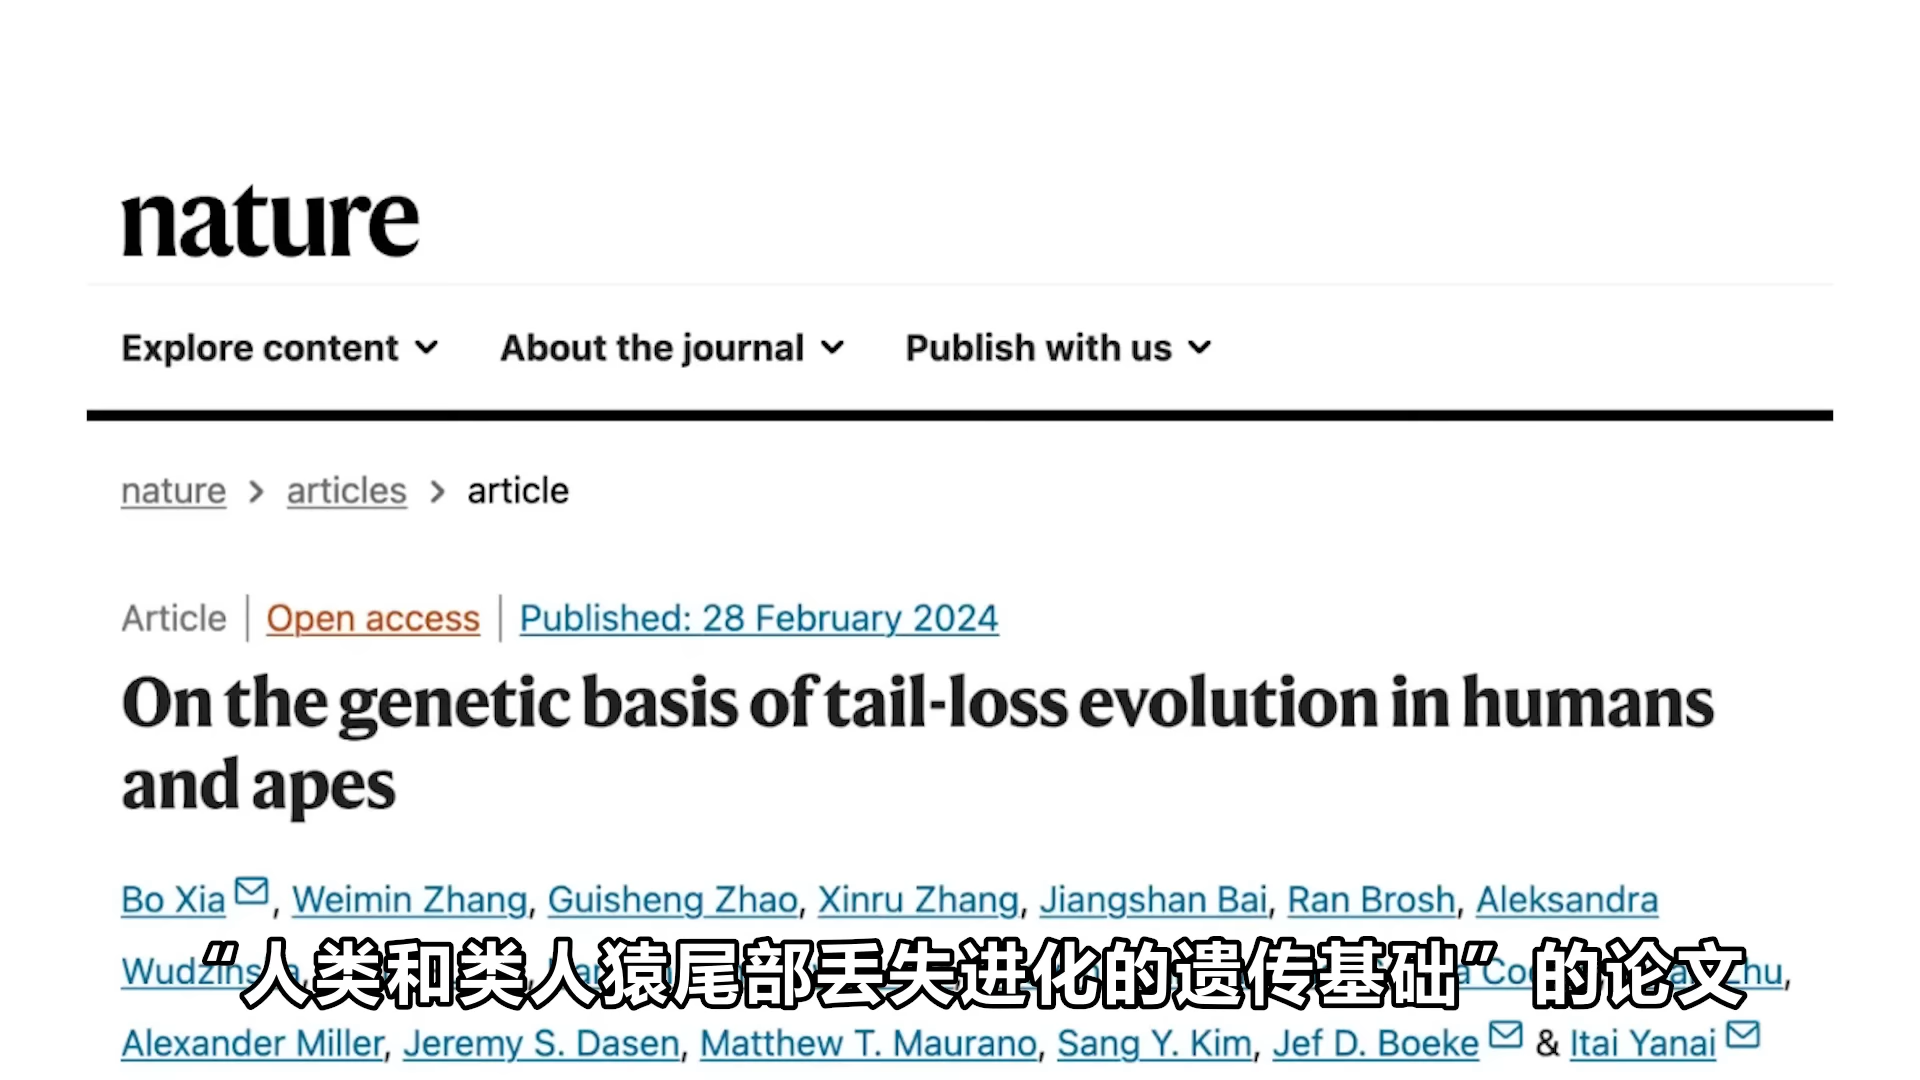 nature
Explore content About the journal Publish with us
nature > articles > article
Article | Open access | Published: 28 February 2024
On the genetic basis of tail-loss evolution in humans
and apes
Bo Xia, Weimin Zhang, Guisheng Zhao, Xinru Zhang, Jiangshan Bai, Ran Brosh, Aleksandra
“人类和类人猿尾部丢失进化的遗传基础”的论文
Alexander Miller, Jeremy S. Dasen, Matthew T. Maurano, Sang Y. Kim, Jef D. Boeke & Itai Yanai